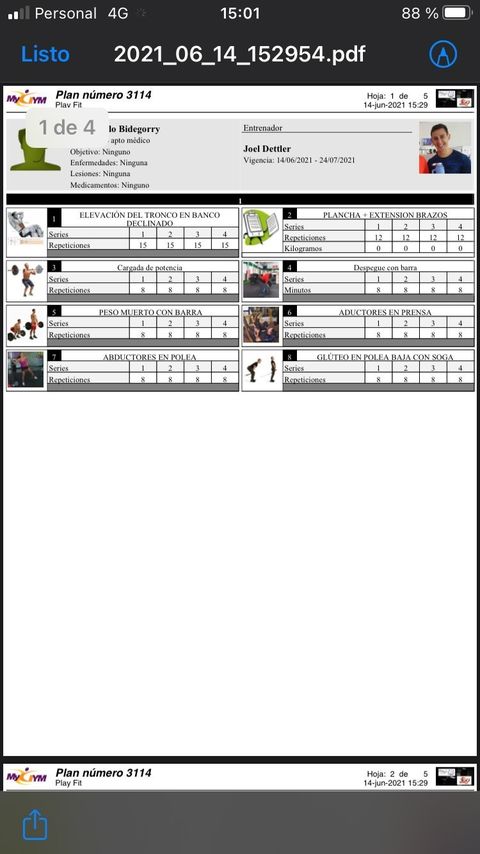 Personal 4G 15:01 88 %
Listo 2021_06_14_152954.pdf
MyGYM Plan número 3114 Hoja: 1 de 5
Play Fit 14-jun-2021 15:29
1 de 4
lo Bidegorry
apto médico
Objetivo: Ninguno
Enfermedades: Ninguna
Lesiones: Ninguna
Medicamentos: Ninguno
Entrenador
Joel Dettler
Vigencia: 14/06/2021 - 24/07/2021
1
1 ELEVACIÓN DEL TRONCO EN BANCO
DECLINADO
Series 1 2 3 4
Repeticiones 15 15 15 15
2 PLANCHA + EXTENSION BRAZOS
Series 1 2 3 4
Repeticiones 12 12 12 12
Kilogramos 0 0 0 0
3 Cargada de potencia
Series 1 2 3 4
Repeticiones 8 8 8 8
4 Despegue con barra
Series 1 2 3 4
Minutos 8 8 8 8
5 PESO MUERTO CON BARRA
Series 1 2 3 4
Repeticiones 8 8 8 8
6 ADUCTORES EN PRENSA
Series 1 2 3 4
Repeticiones 8 8 8 8
7 ABDUCTORES EN POLEA
Series 1 2 3 4
Repeticiones 8 8 8 8
8 GLÚTEO EN POLEA BAJA CON SOGA
Series 1 2 3 4
Repeticiones 8 8 8 8
MyGYM Plan número 3114 Hoja: 2 de 5
Play Fit 14-jun-2021 15:29